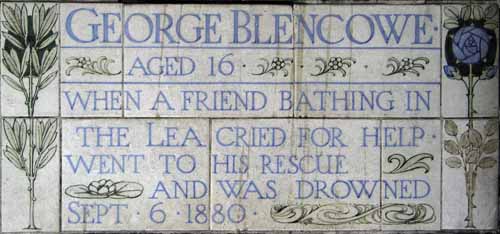 GEORGE BLENCOWE
AGED 16 ·
WHEN A FRIEND BATHING IN
THE LEA CRIED FOR HELP ·
WENT TO HIS RESCUE
AND WAS DROWNED
SEPT · 6 · 1880 ·